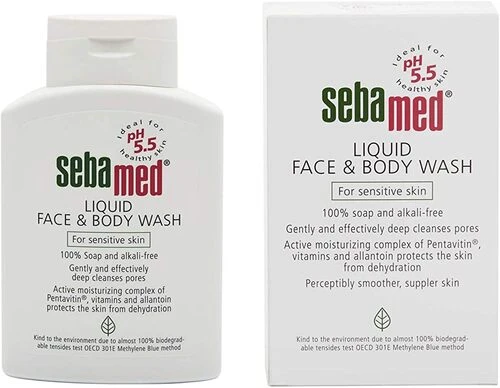 Ideal for healthy skin
pH
5.5
sebamed®
LIQUID
FACE & BODY WASH
For sensitive skin
100% Soap and alkali-free
Gently and effectively
deep cleanses pores
Active moisturizing complex of
Pentavitin®, vitamins and allantoin
protects the skin from dehydration
Kind to the environment due to almost 100% biodegrad-
able tensides test OECD 301E Methylene Blue method
Ideal for healthy skin
pH
5.5
sebamed®
LIQUID
FACE & BODY WASH
For sensitive skin
100% soap and alkali-free
Gently and effectively deep cleanses pores
Active moisturizing complex of Pentavitin®,
vitamins and allantoin protects the skin
from dehydration
Perceptibly smoother, suppler skin
Kind to the environment due to almost 100% biodegrad-
able tensides test OECD 301E Methylene Blue method